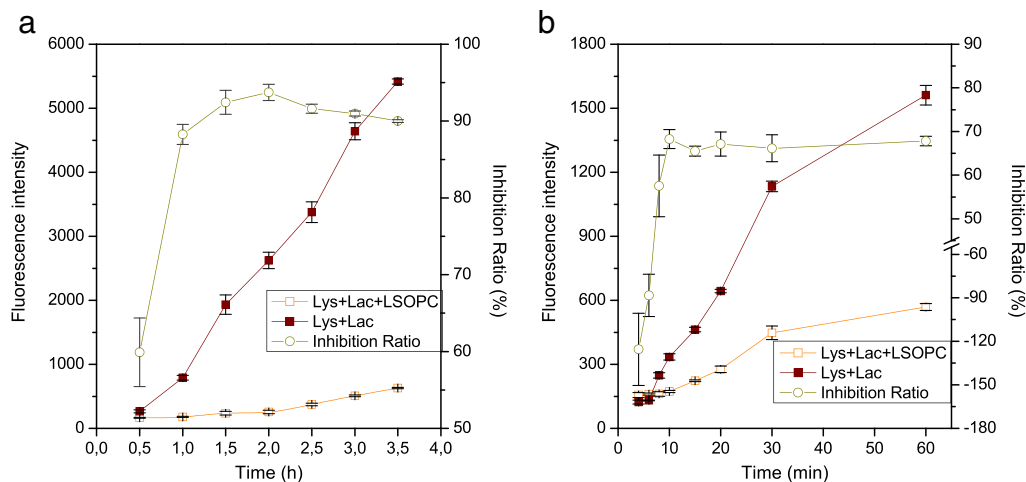 a
6000
5000
4000
3000
2000
1000
0
Fluorescence intensity
100
90
80
70
60
50
Inhibition Ratio (%)
Lys+Lac+LSOPC
Lys+Lac
Inhibition Ratio
0,0 0,5 1,0 1,5 2,0 2,5 3,0 3,5 4,0
Time (h)
b
1800
1500
1200
900
600
300
0
Fluorescence intensity
90
80
70
60
50
-60
-90
-120
-150
-180
Inhibition Ratio (%)
Lys+Lac+LSOPC
Lys+Lac
Inhibition Ratio
0 10 20 30 40 50 60
Time (min)